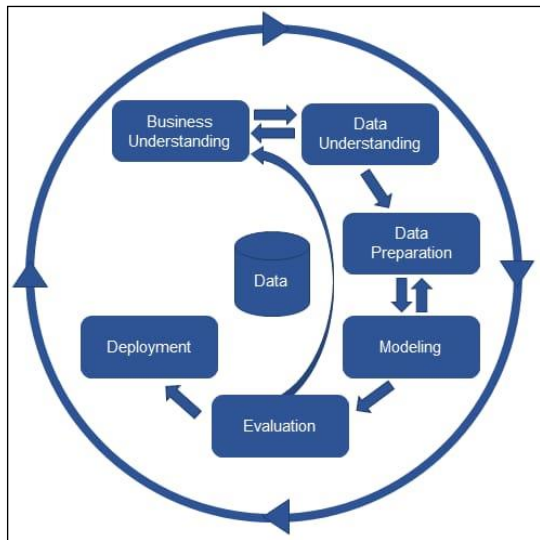 Business
Understanding
Data
Understanding
Data
Preparation
Data
Deployment
Modeling
Evaluation